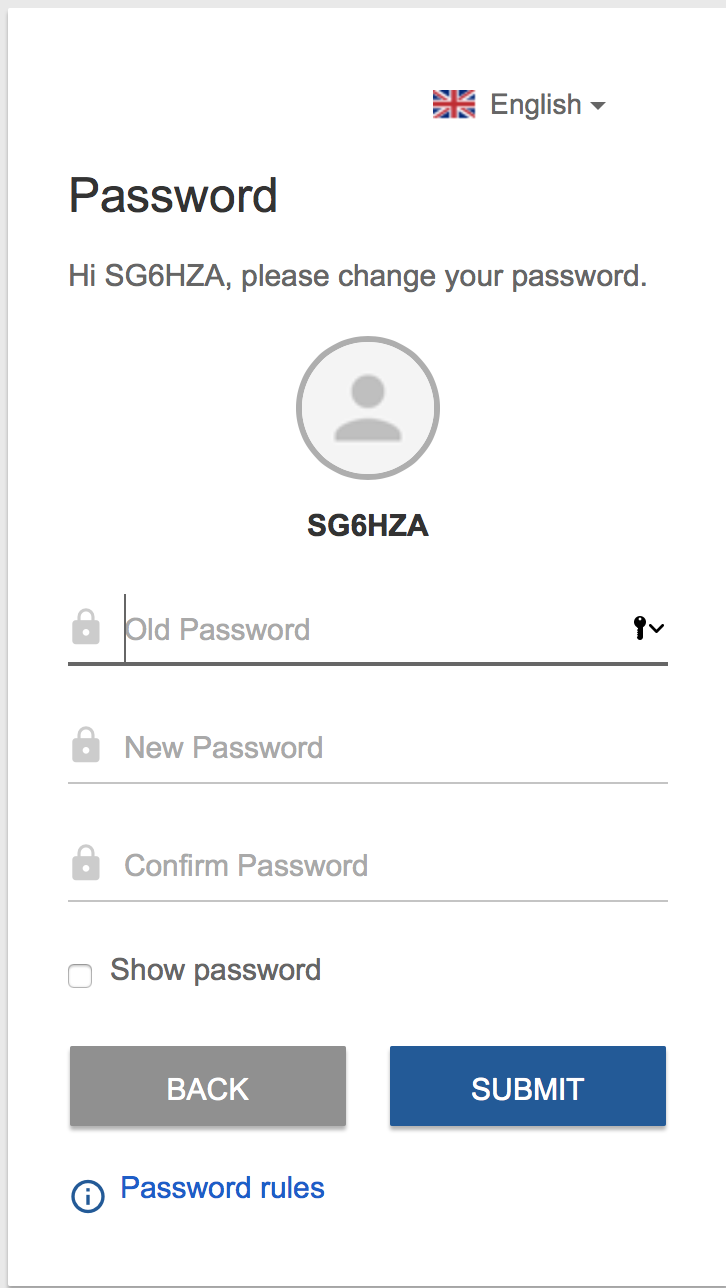 English
Password
Hi SG6HZA, please change your password.
SG6HZA
Old Password
New Password
Confirm Password
Show password
BACK
SUBMIT
Password rules